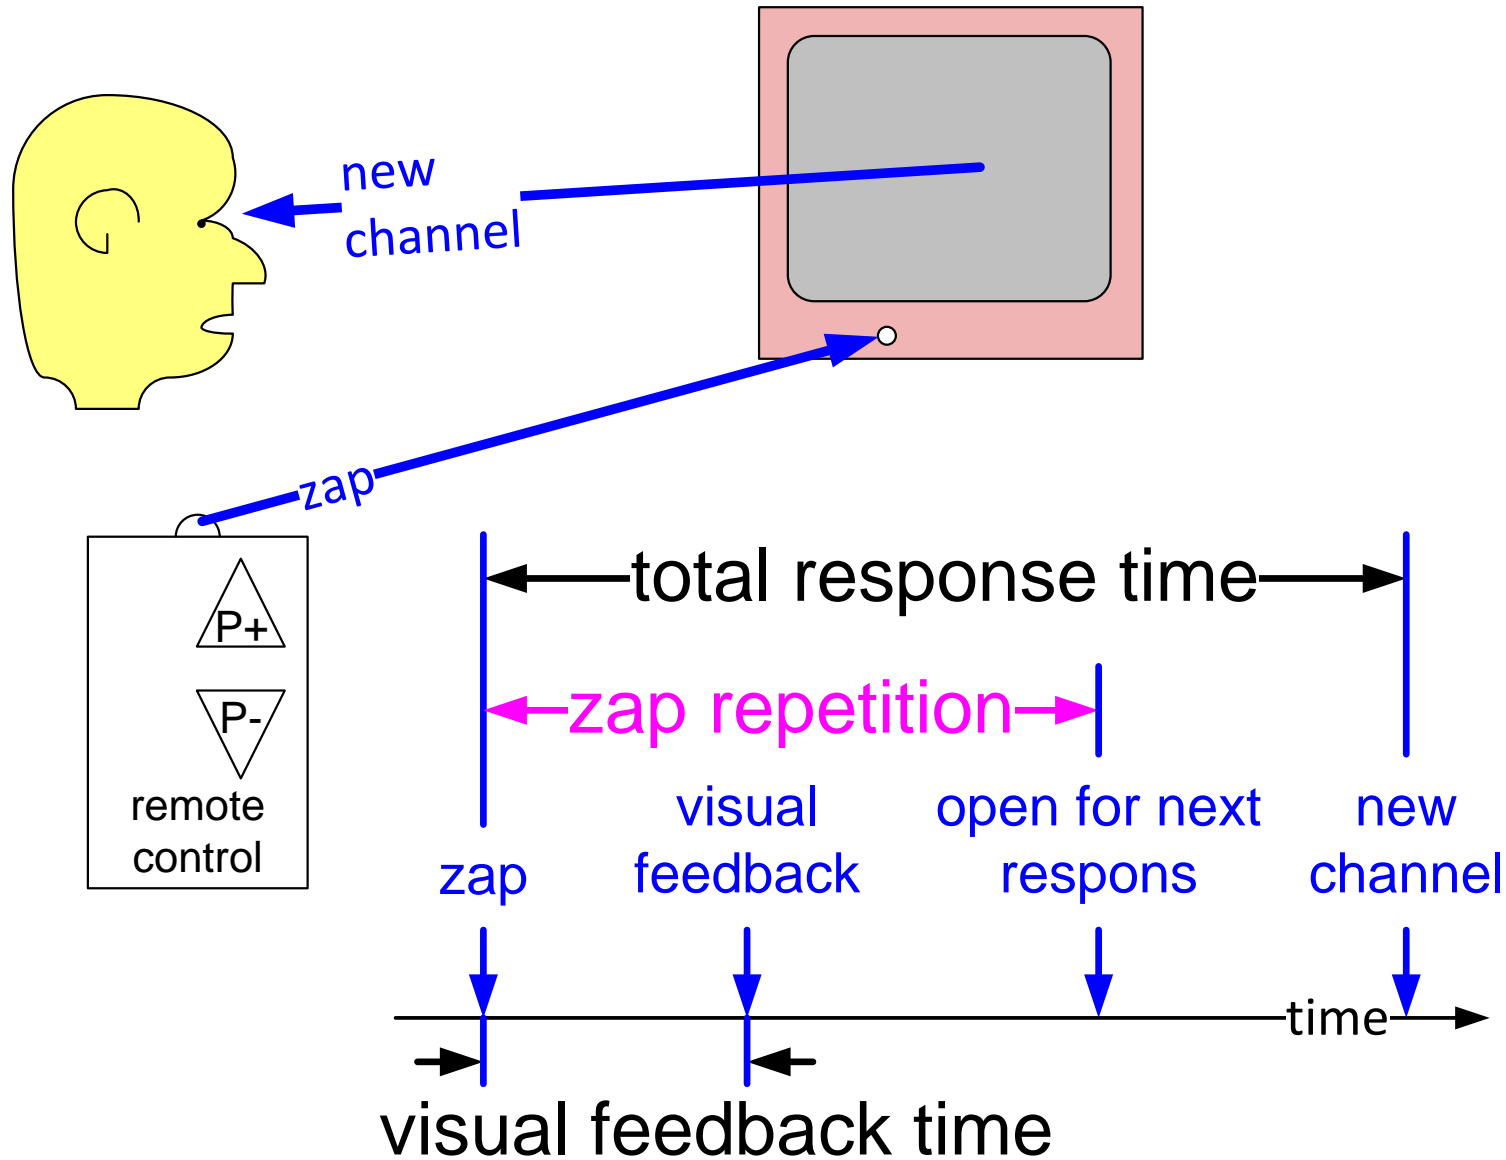 new
channel
zap
P+
P-
remote
control
total response time
zap repetition
zap
visual
feedback
open for next
respons
new
channel
time
visual feedback time